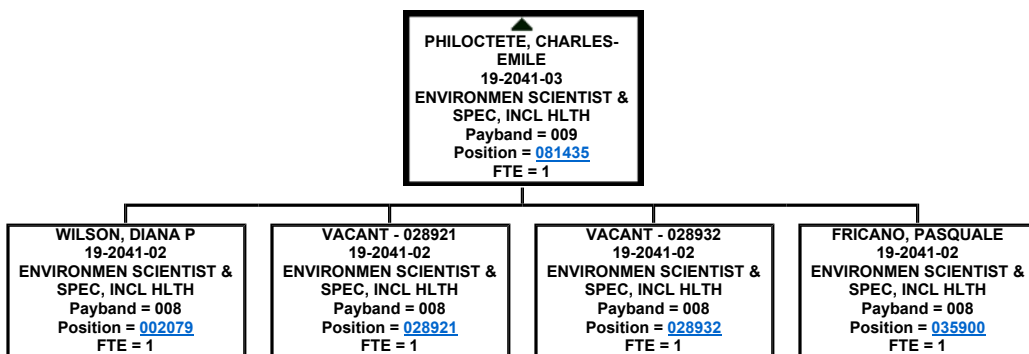 PHILOCTETE, CHARLES-
EMILE
19-2041-03
ENVIRONMEN SCIENTIST &
SPEC, INCL HLTH
Payband = 009
Position = 081435
FTE = 1
WILSON, DIANA P
19-2041-02
ENVIRONMEN SCIENTIST &
SPEC, INCL HLTH
Payband = 008
Position = 002079
FTE = 1
VACANT - 028921
19-2041-02
ENVIRONMEN SCIENTIST &
SPEC, INCL HLTH
Payband = 008
Position = 028921
FTE = 1
VACANT - 028932
19-2041-02
ENVIRONMEN SCIENTIST &
SPEC, INCL HLTH
Payband = 008
Position = 028932
FTE = 1
FRICANO, PASQUALE
19-2041-02
ENVIRONMEN SCIENTIST &
SPEC, INCL HLTH
Payband = 008
Position = 035900
FTE = 1